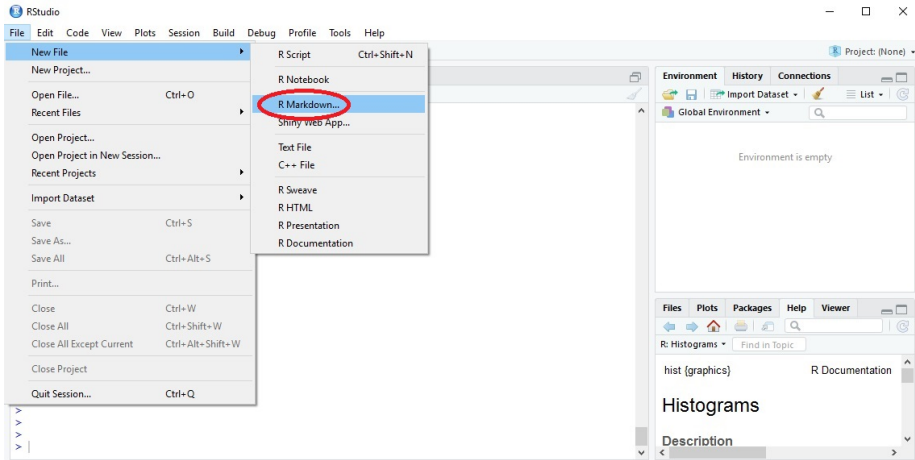 RStudio
File Edit Code View Plots Session Build Debug Profile Tools Help
Project: (None)
New File
New Project...
Open File... Ctrl+O
Recent Files
Open Project...
Open Project in New Session...
Recent Projects
Import Dataset
Save Ctrl+S
Save As...
Save All Ctrl+Alt+S
Print...
Close Ctrl+W
Close All Ctrl+Shift+W
Close All Except Current Ctrl+Alt+Shift+W
Close Project
Quit Session... Ctrl+Q
R Script Ctrl+Shift+N
R Notebook
R Markdown...
Shiny Web App...
Text File
C++ File
R Sweave
R HTML
R Presentation
R Documentation
>
>
>
>
Environment History Connections
Import Dataset List
Global Environment
Environment is empty
Files Plots Packages Help Viewer
R: Histograms Find in Topic
hist {graphics} R Documentation
Histograms
Description